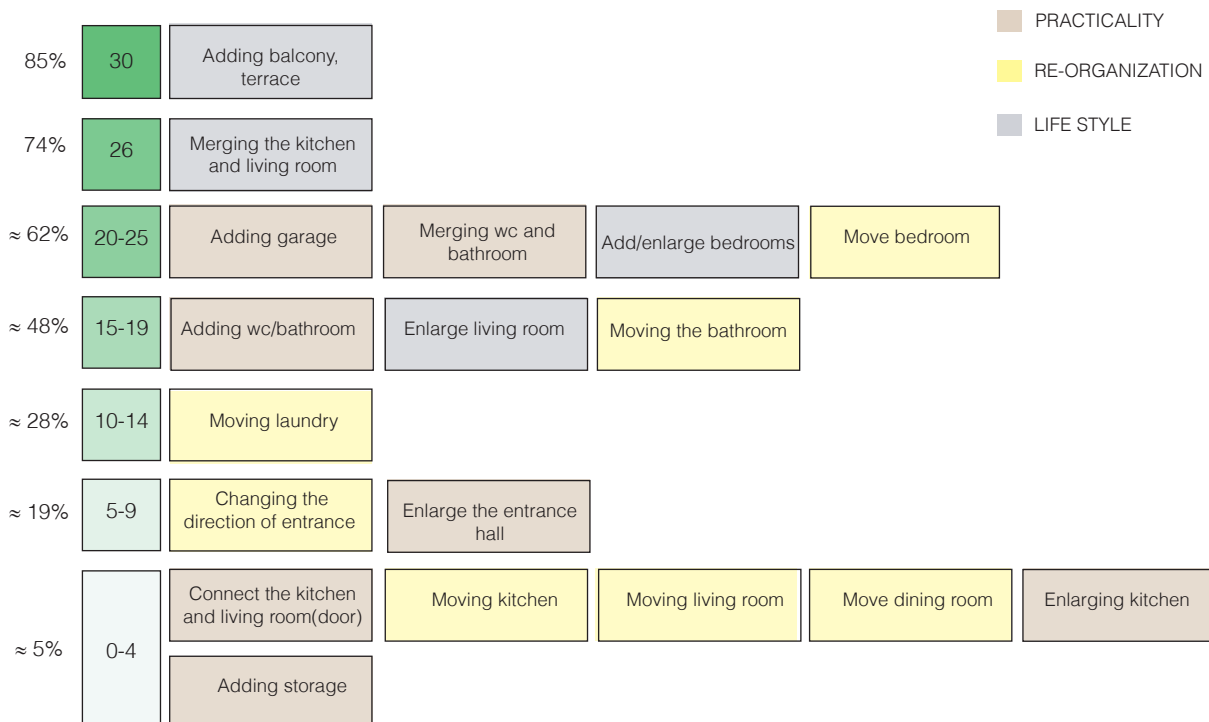 PRACTICALITY
RE-ORGANIZATION
LIFE STYLE
85%
30
Adding balcony,
terrace
74%
26
Merging the kitchen
and living room
≈ 62%
20-25
Adding garage
Merging wc and
bathroom
Add/enlarge bedrooms
Move bedroom
≈ 48%
15-19
Adding wc/bathroom
Enlarge living room
Moving the bathroom
≈ 28%
10-14
Moving laundry
≈ 19%
5-9
Changing the
direction of entrance
Enlarge the entrance
hall
≈ 5%
0-4
Connect the kitchen
and living room(door)
Moving kitchen
Moving living room
Move dining room
Enlarging kitchen
Adding storage